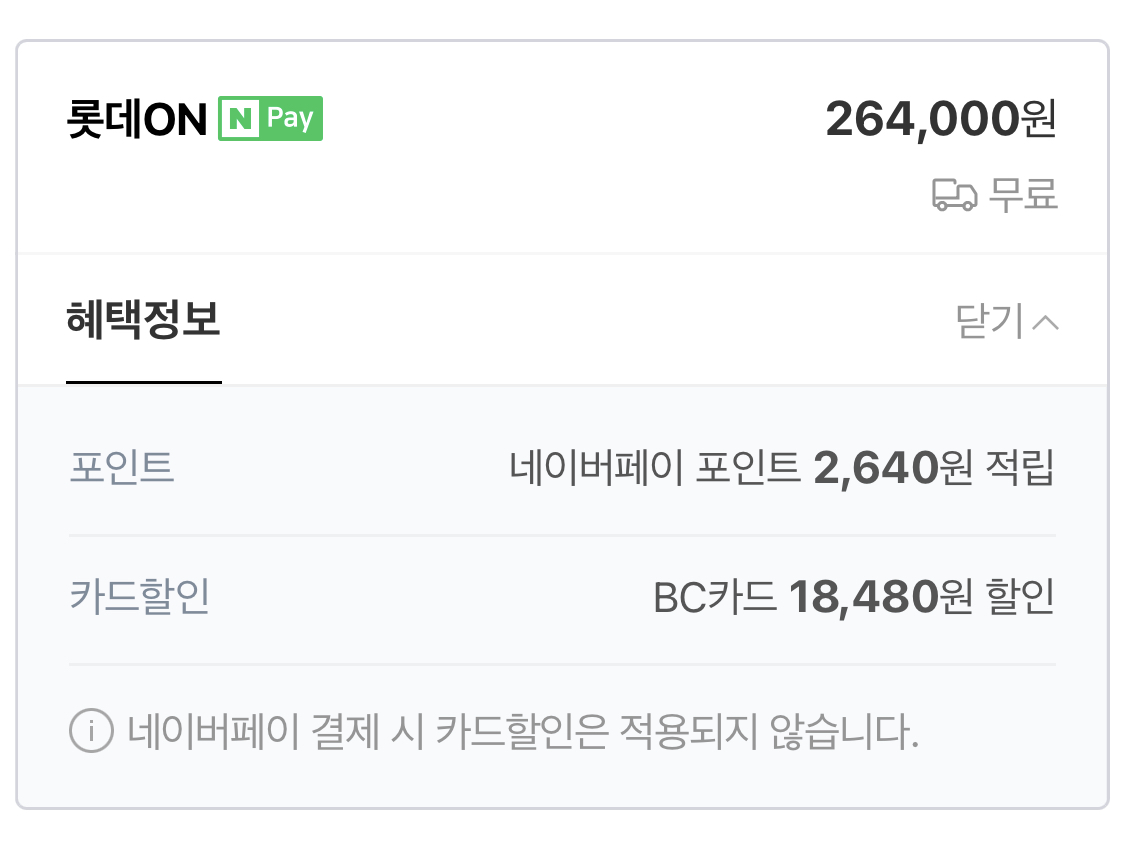 롯데ON N Pay 264,000원
무료
혜택정보 닫기
포인트 네이버페이 포인트 2,640원 적립
카드할인 BC카드 18,480원 할인
네이버페이 결제 시 카드할인은 적용되지 않습니다.